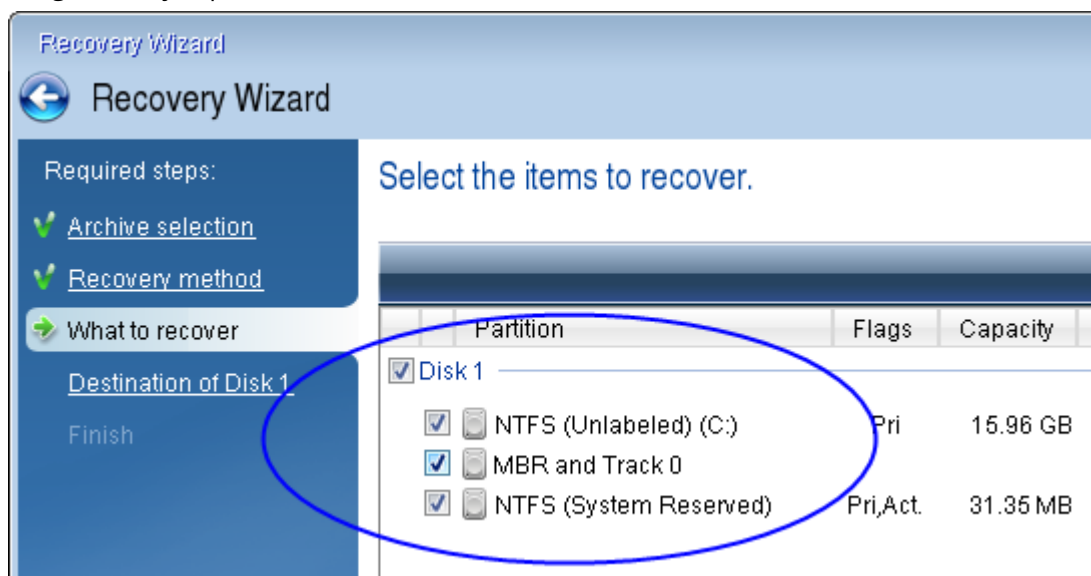 Recovery Wizard
Recovery Wizard
Required steps:
Archive selection
Recovery method
What to recover
Destination of Disk 1
Finish
Select the items to recover.
Partition Flags Capacity
Disk 1
NTFS (Unlabeled) (C:) Pri 15.96 GB
MBR and Track 0
NTFS (System Reserved) Pri,Act. 31.35 MB